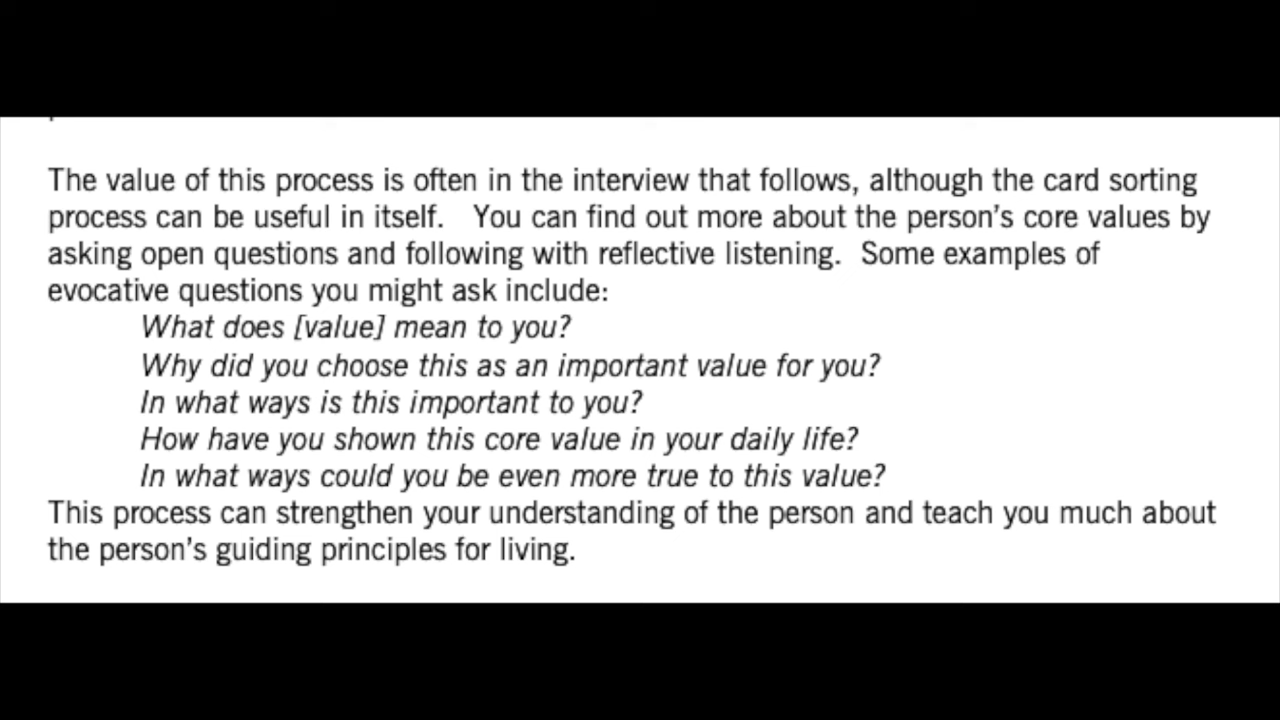 The value of this process is often in the interview that follows, although the card sorting
process can be useful in itself.   You can find out more about the person's core values by
asking open questions and following with reflective listening.  Some examples of
evocative questions you might ask include:
What does [value] mean to you?
Why did you choose this as an important value for you?
In what ways is this important to you?
How have you shown this core value in your daily life?
In what ways could you be even more true to this value?
This process can strengthen your understanding of the person and teach you much about
the person's guiding principles for living.